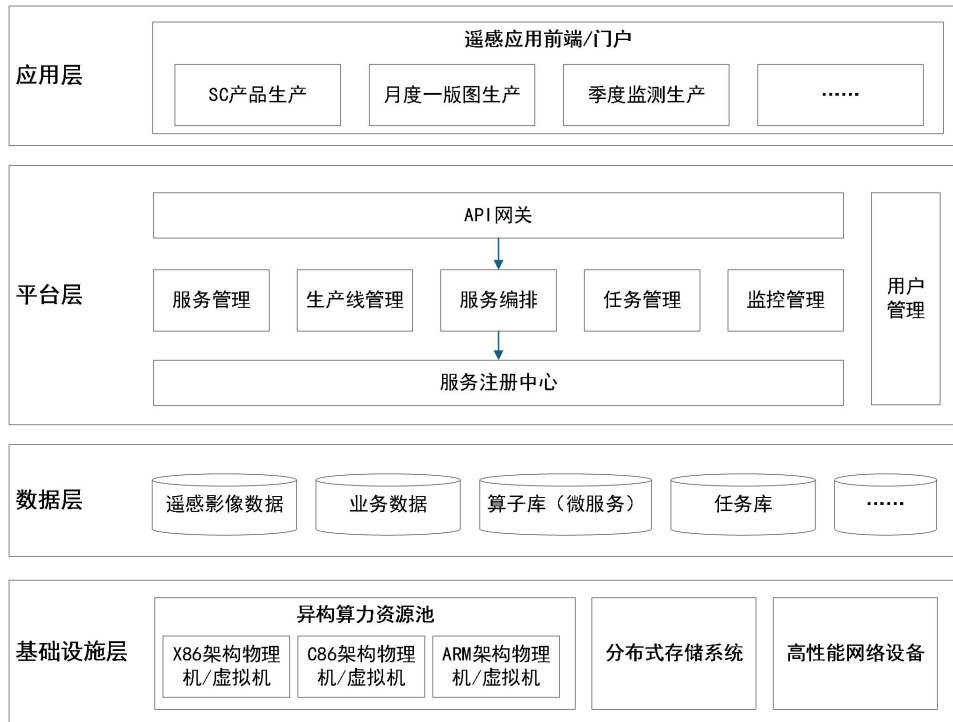 应用层
遥感应用前端/门户
SC产品生产
月度一版图生产
季度监测生产
······
平台层
API网关
服务管理
生产线管理
服务编排
任务管理
监控管理
服务注册中心
用户
管理
数据层
遥感影像数据
业务数据
算子库（微服务）
任务库
······
基础设施层
异构算力资源池
X86架构物理
机/虚拟机
C86架构物理
机/虚拟机
ARM架构物理
机/虚拟机
分布式存储系统
高性能网络设备